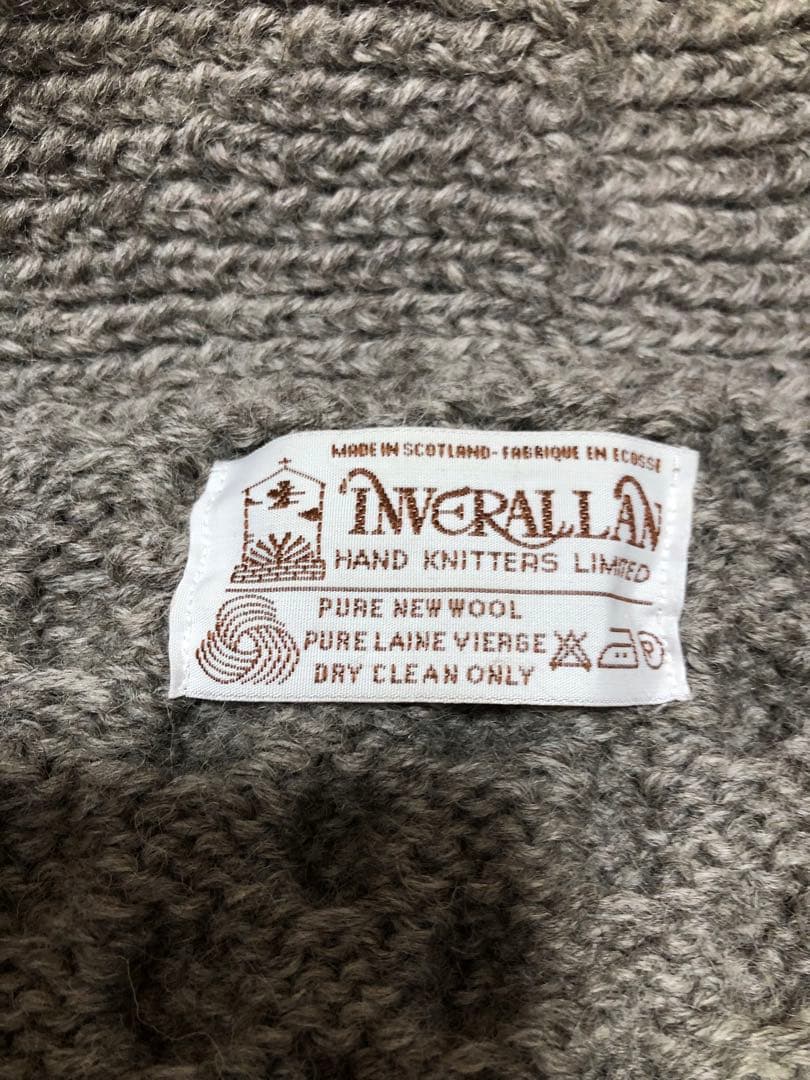 MADE IN SCOTLAND-FABRIQUE EN ECOSSE
INVERALLAN
HAND KNITTERS LIMITED
PURE NEW WOOL
PURE LAINE VIERGE
DRY CLEAN ONLY